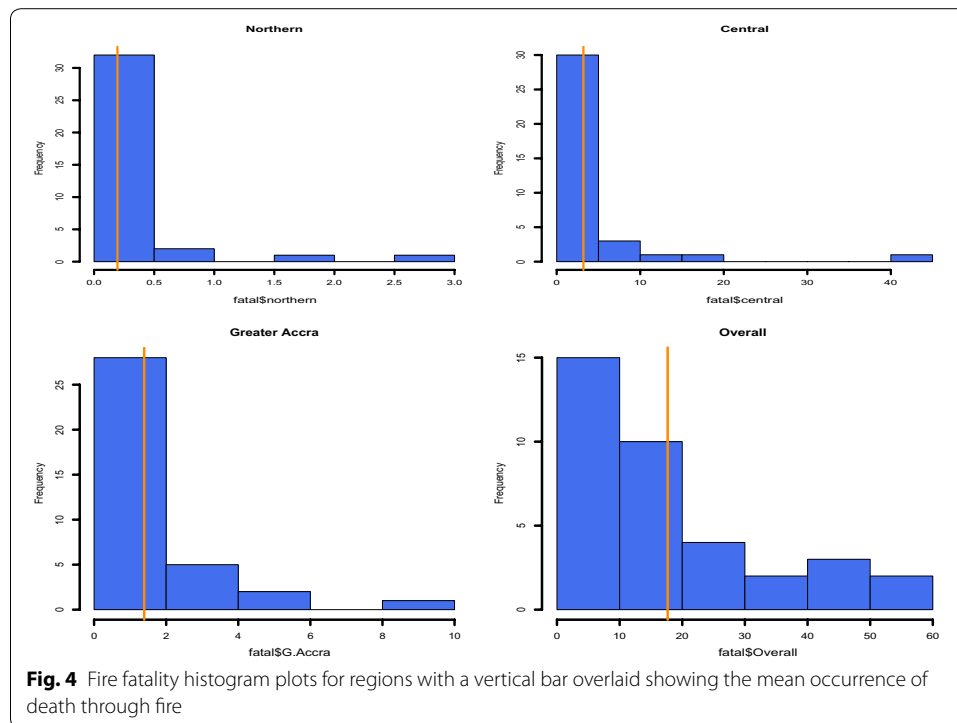 Northern
Frequency
30
25
20
15
10
5
0
0.0 0.5 1.0 1.5 2.0 2.5 3.0
fatal$northern
Central
Frequency
30
25
20
15
10
5
0
0 10 20 30 40
fatal$central
Greater Accra
Frequency
25
20
15
10
5
0
0 2 4 6 8 10
fatal$G.Accra
Overall
Frequency
15
10
5
0
0 10 20 30 40 50 60
fatal$Overall
Fig. 4 Fire fatality histogram plots for regions with a vertical bar overlaid showing the mean occurrence of
death through fire